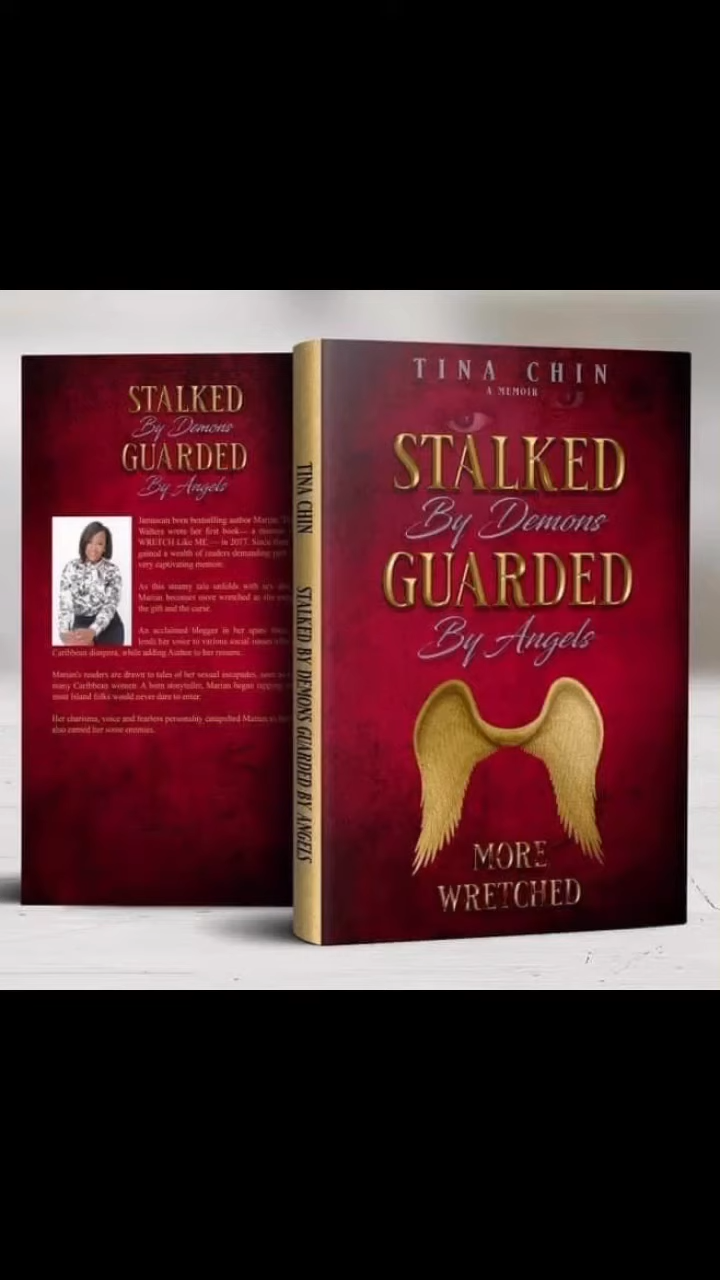 STALKED
By Demons
GUARDED
By Angels
Jamaican born bestselling author Marian
Walters wrote her first book— a
WRETCH Like ME, — in 2017. Since
gained a wealth of readers demanding
very captivating memoir.
As this steamy tale unfolds with
Marian becomes more wretched as
the gift and the curse.
An acclaimed blogger in her spare
lends her voice to various social issues
Caribbean diaspora, while adding Author to her resume.
Marian's readers are drawn to tales of her sexual escapades,
many Caribbean women. A born storyteller, Marian began
most Island folks would never dare to enter.
Her charisma, voice and fearless personality catapulted Marian
also earned her some enemies.
TINA CHIN STALKED BY DEMONS GUARDED BY ANGELS
TINA CHIN
A MEMOIR
STALKED
By Demons
GUARDED
By Angels
MORE
WRETCHED